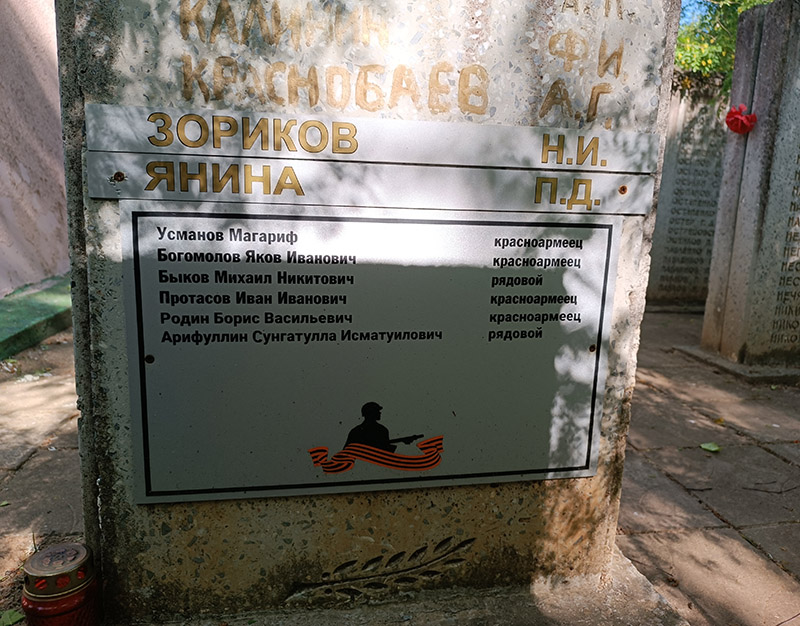 КАЛИНИН
Ф.И.
КРАСНОБАЕВ А.Г.
ЗОРИКОВ Н.И.
ЯНИНА П.Д.
Усманов Магариф красноармеец
Богомолов Яков Иванович красноармеец
Быков Михаил Никитович рядовой
Протасов Иван Иванович красноармеец
Родин Борис Васильевич красноармеец
Арифуллин Сунгатулла Исматуилович рядовой